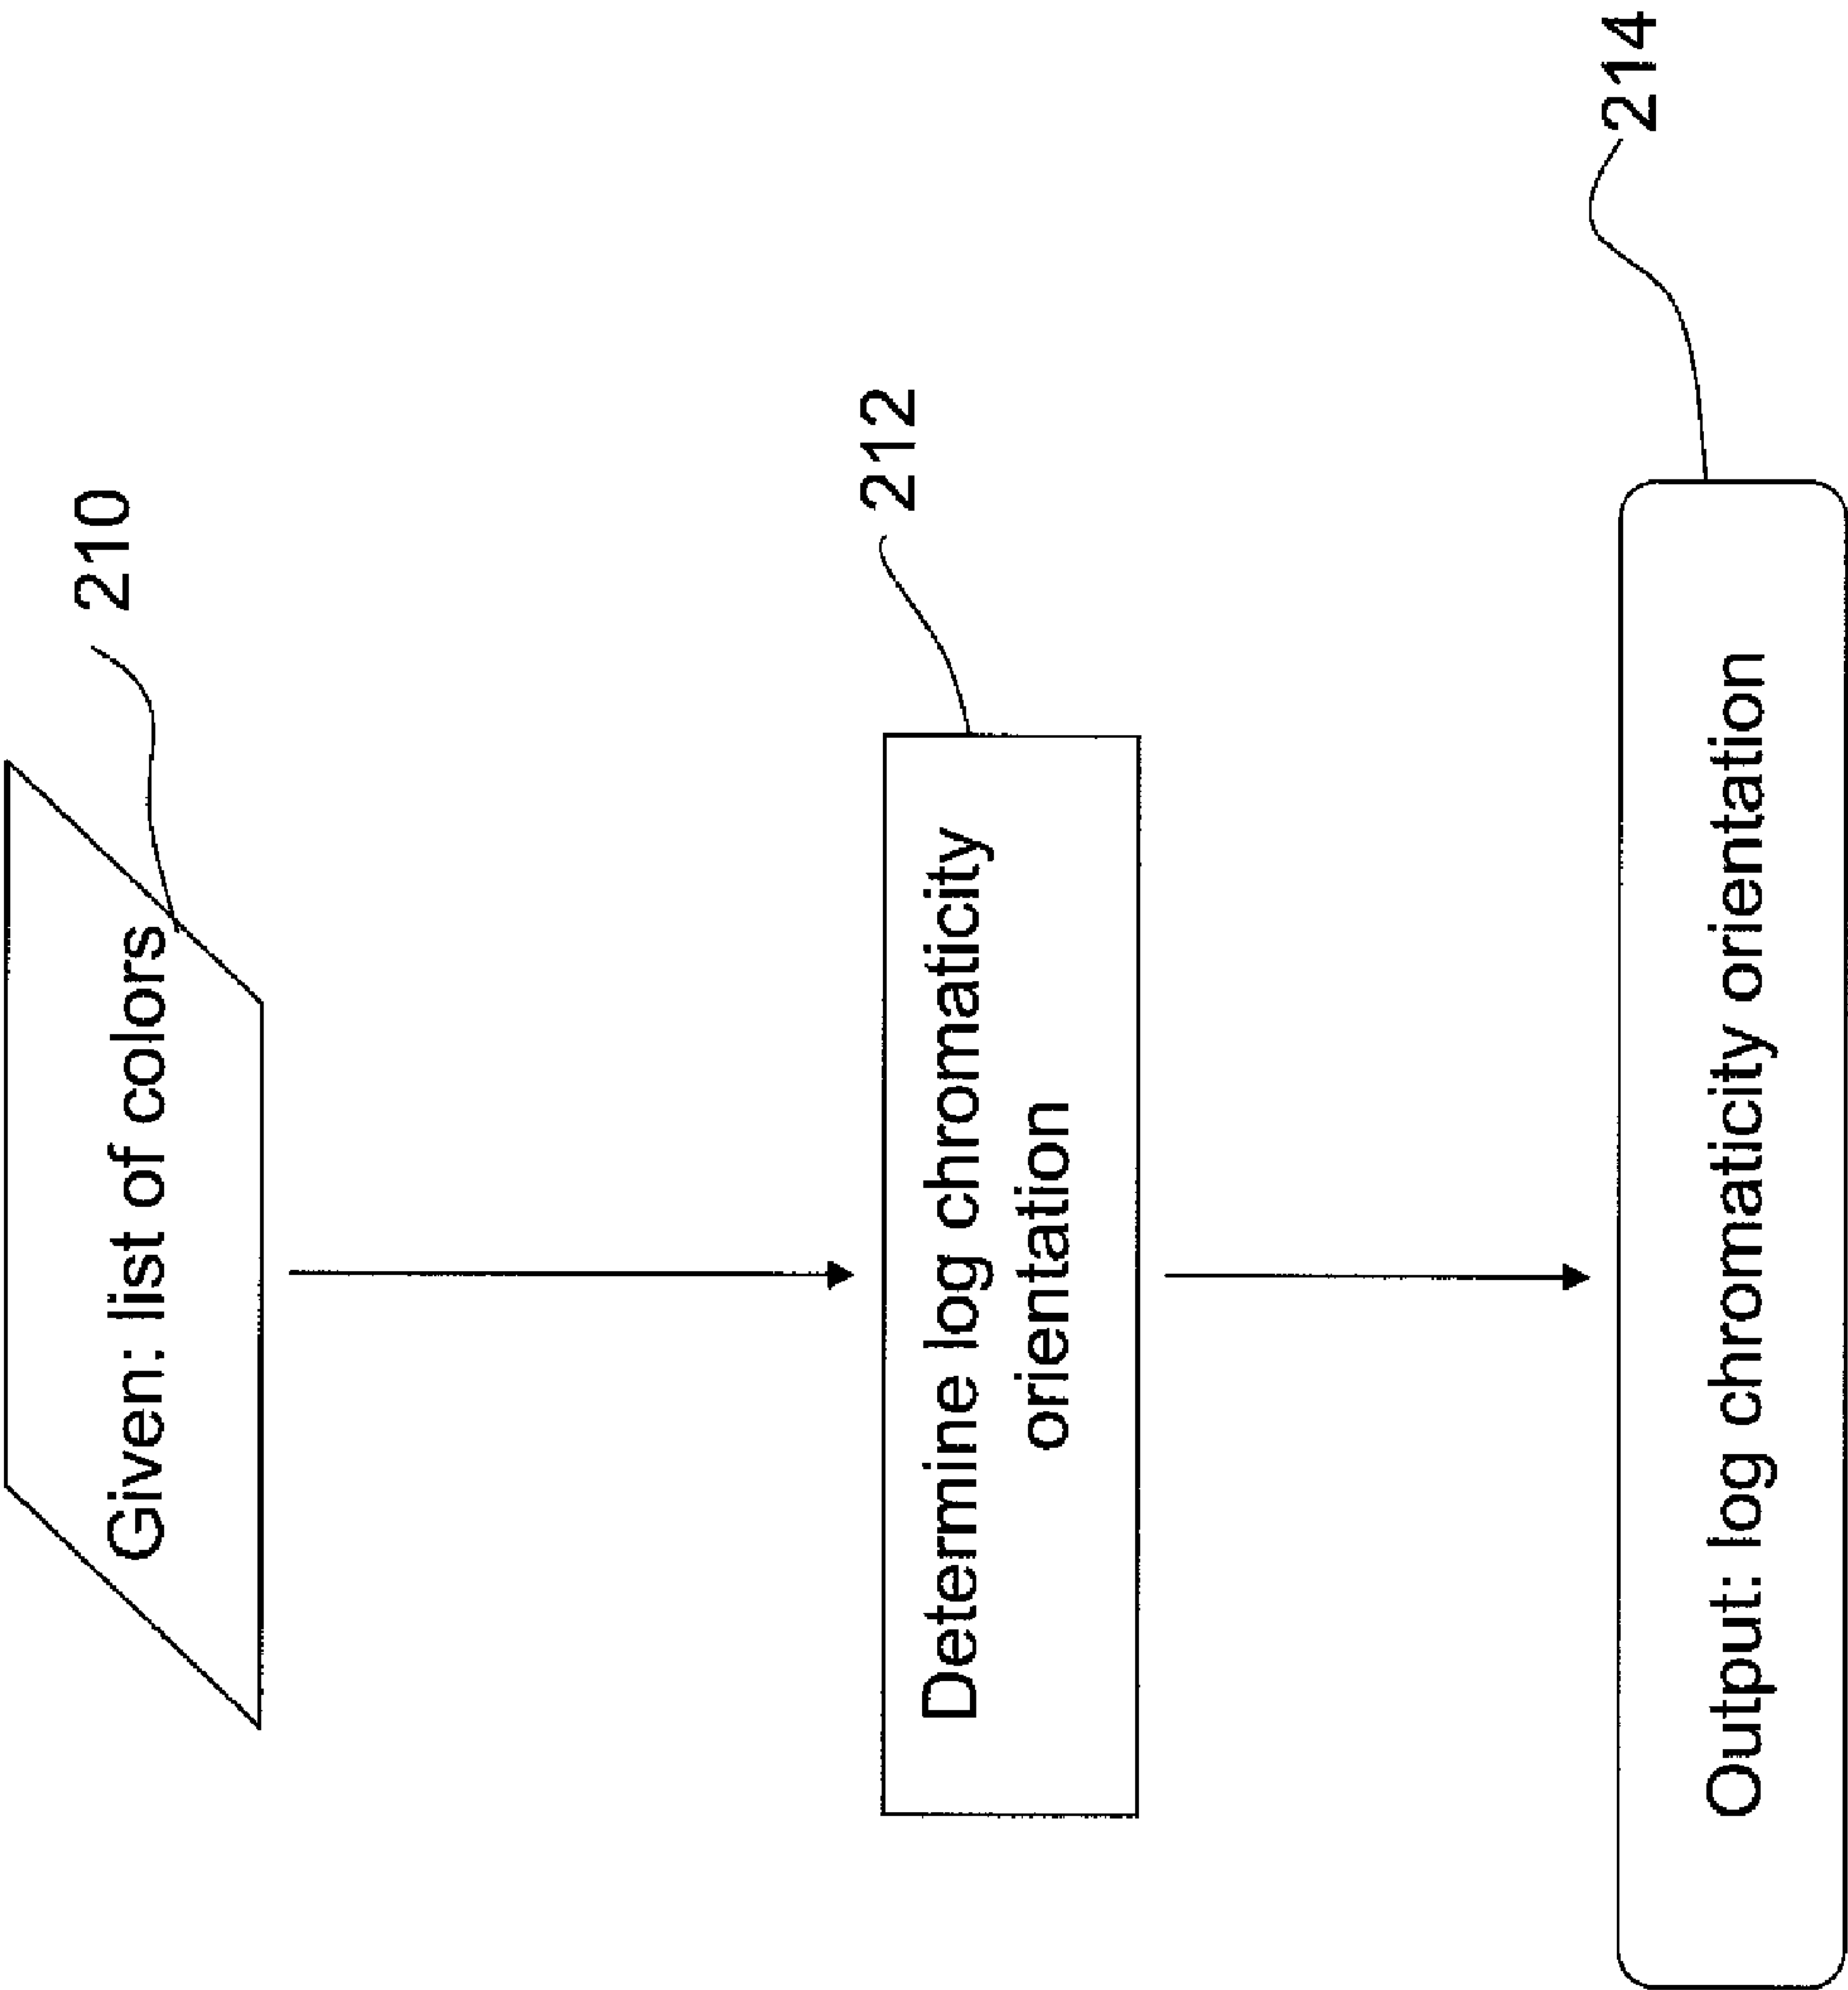 210
Given: list of colors
212
Determine log chromaticity
orientation
214
Output: log chromaticity orientation